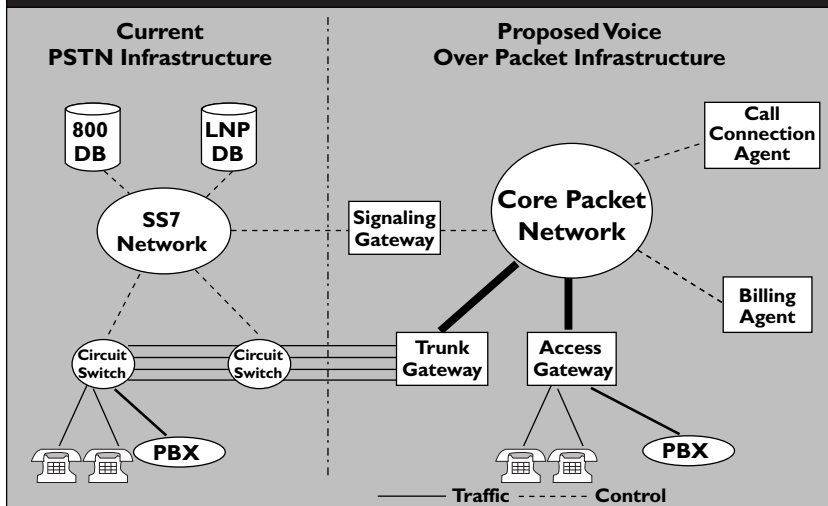 Current
PSTN Infrastructure
Proposed Voice
Over Packet Infrastructure
800
DB
LNP
DB
SS7
Network
Signaling
Gateway
Core Packet
Network
Call
Connection
Agent
Billing
Agent
Circuit
Switch
Circuit
Switch
Trunk
Gateway
Access
Gateway
PBX
PBX
Traffic
Control